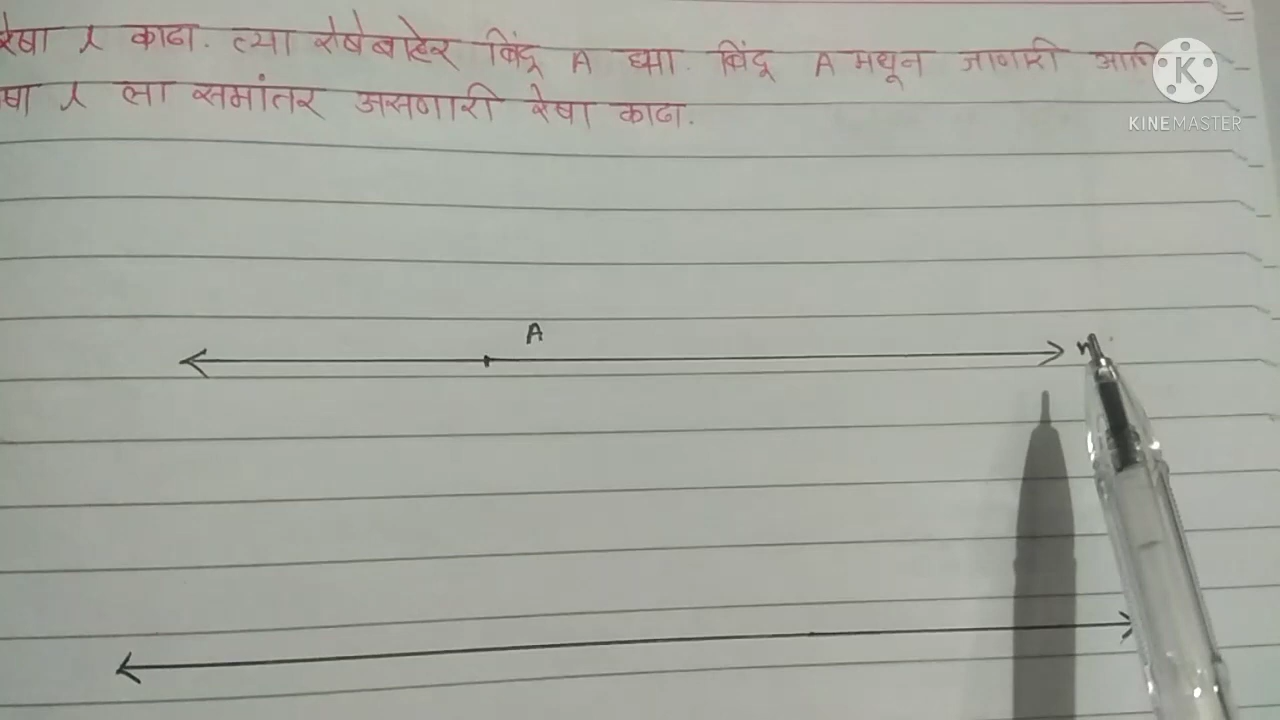 रेषा l काढा. त्या रेषेबाहेर बिंदू A घ्या. बिंदू A मधून जाणारी आणि
षा l ला समांतर असणारी रेषा काढा.
KINEMASTER
A